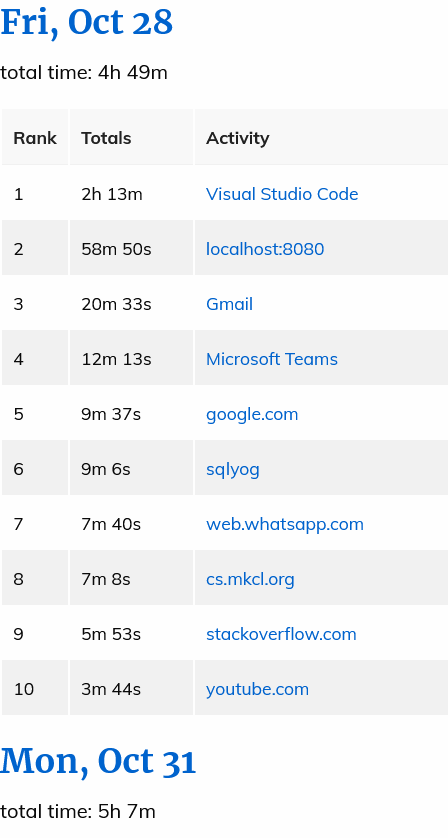 Fri, Oct 28
total time: 4h 49m
Rank Totals Activity
1 2h 13m Visual Studio Code
2 58m 50s localhost:8080
3 20m 33s Gmail
4 12m 13s Microsoft Teams
5 9m 37s google.com
6 9m 6s sqlyog
7 7m 40s web.whatsapp.com
8 7m 8s cs.mkcl.org
9 5m 53s stackoverflow.com
10 3m 44s youtube.com
Mon, Oct 31
total time: 5h 7m